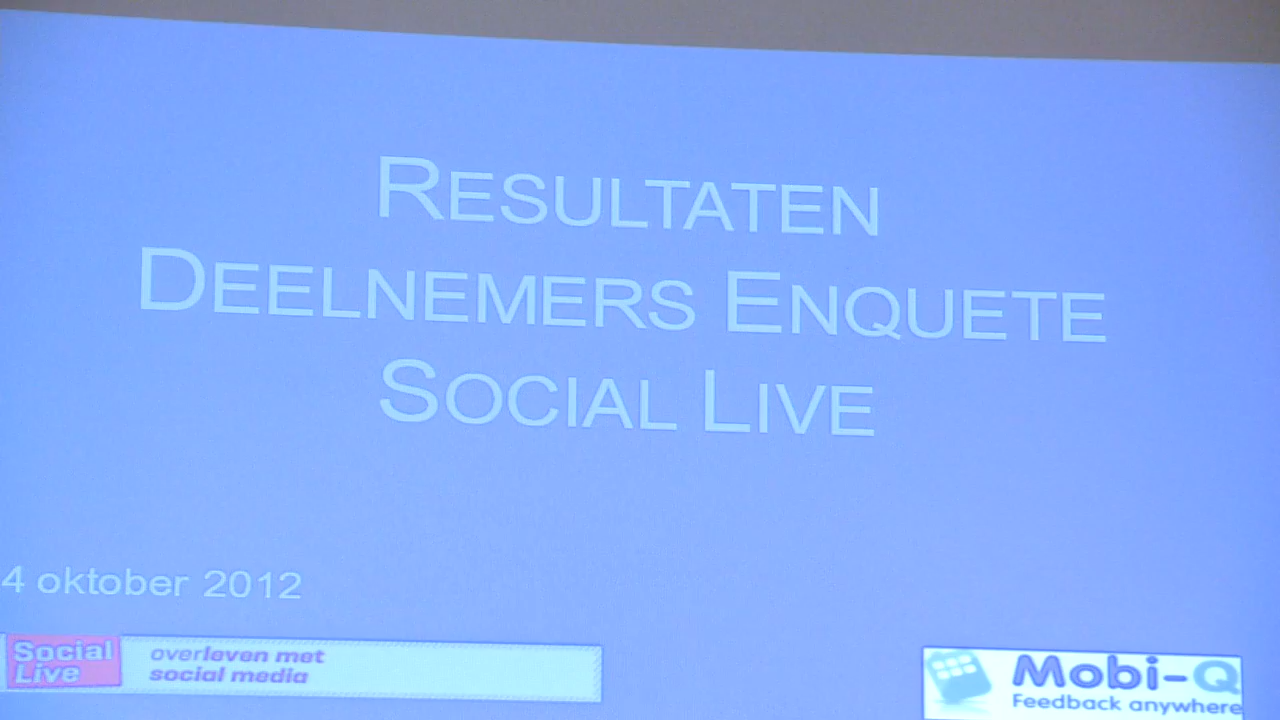 RESULTATEN
DEELNEMERS ENQUETE
SOCIAL LIVE
4 oktober 2012
Social
Live
overleven met
social media
Mobi-Q
Feedback anywhere